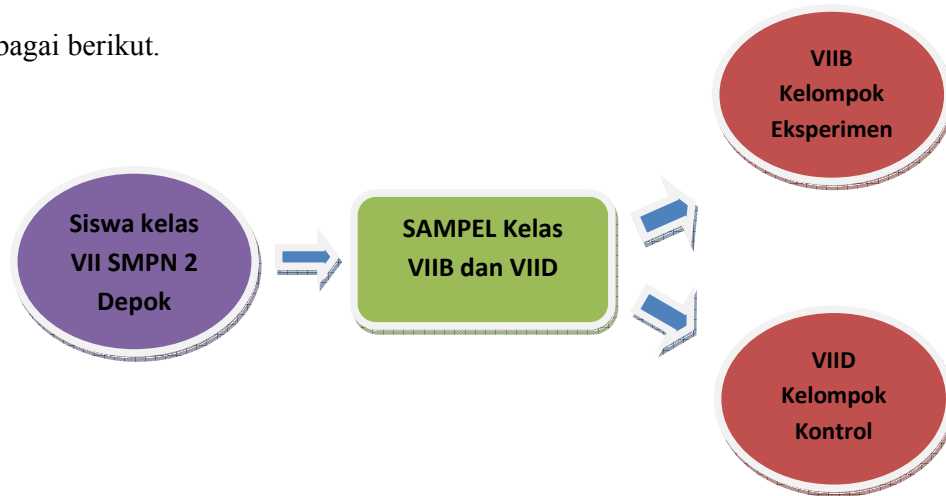 bagai berikut.
Siswa kelas
VII SMPN 2
Depok
SAMPEL Kelas
VIIB dan VIID
VIIB
Kelompok
Eksperimen
VIID
Kelompok
Kontrol